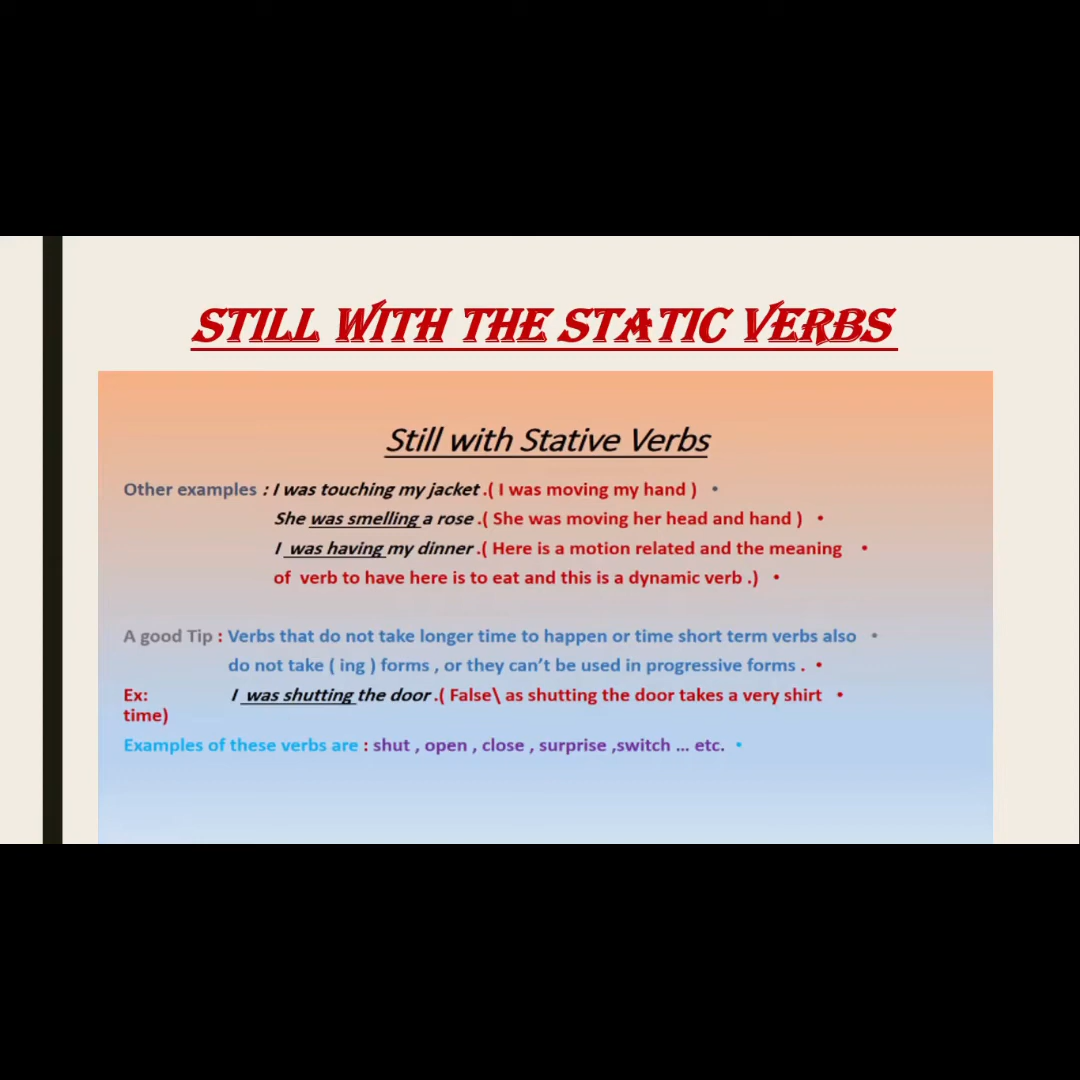 STILL WITH THE STATIC VERBS
Still with Stative Verbs
Other examples : I was touching my jacket .( I was moving my hand ) •
She was smelling a rose .( She was moving her head and hand ) •
I was having my dinner .( Here is a motion related and the meaning •
of verb to have here is to eat and this is a dynamic verb .) •
A good Tip : Verbs that do not take longer time to happen or time short term verbs also •
do not take ( ing ) forms , or they can't be used in progressive forms . •
Ex: I was shutting the door .( False\ as shutting the door takes a very shirt •
time)
Examples of these verbs are : shut , open , close , surprise ,switch ... etc. •